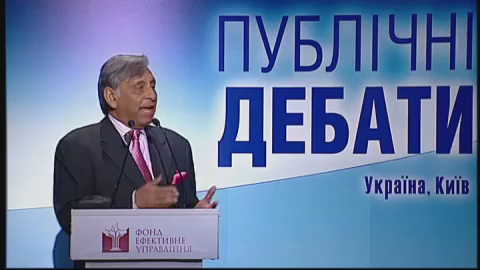 ПУБЛІЧНІ
ДЕБАТИ
Україна, Київ
ФОНД
ЕФЕКТИВНЕ
УПРАВЛІННЯ